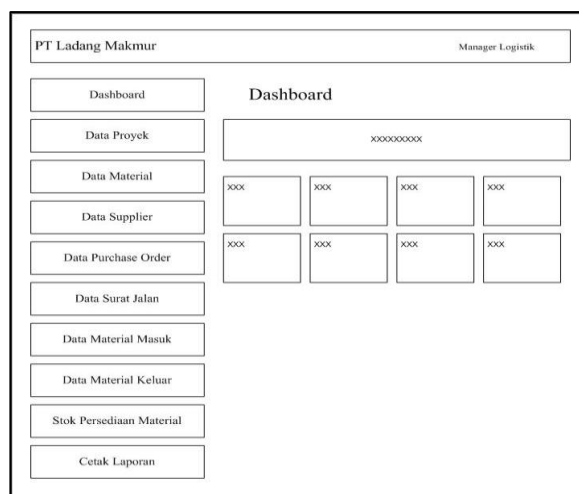 PT Ladang Makmur
Manager Logistik
Dashboard
Data Proyek
Data Material
Data Supplier
Data Purchase Order
Data Surat Jalan
Data Material Masuk
Data Material Keluar
Stok Persediaan Material
Cetak Laporan
Dashboard
xxxxxxxxx
xxx xxx xxx xxx
xxx xxx xxx xxx